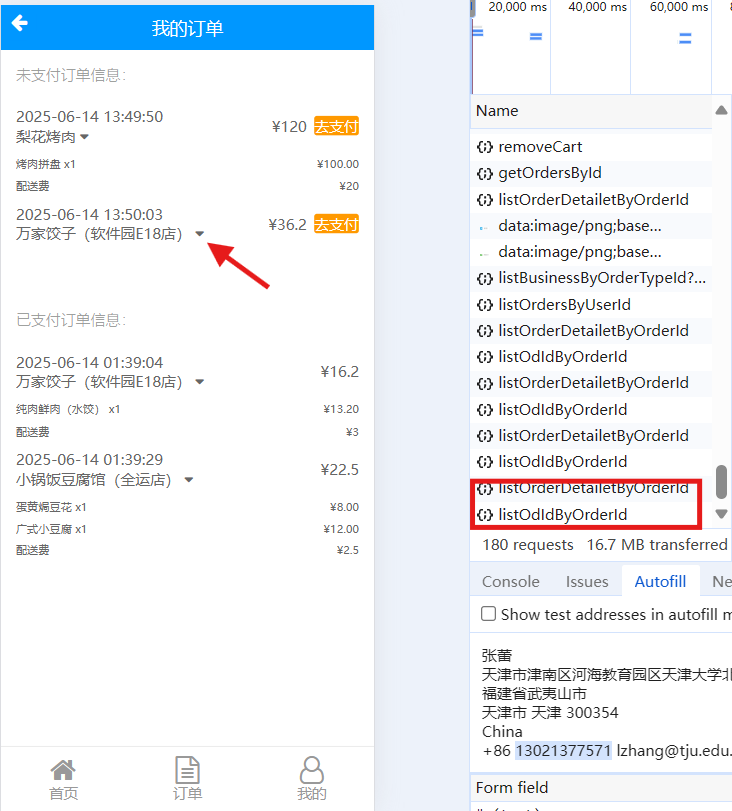 我的订单
未支付订单信息:
2025-06-14 13:49:50
梨花烤肉
¥120
去支付
烤肉拼盘 x1
¥100.00
配送费
¥20
2025-06-14 13:50:03
万家饺子（软件园E18店）
¥36.2
去支付
已支付订单信息:
2025-06-14 01:39:04
万家饺子（软件园E18店）
¥16.2
纯肉鲜肉（水饺） x1
¥13.20
配送费
¥3
2025-06-14 01:39:29
小锅饭豆腐馆（全运店）
¥22.5
蛋黄焗豆花 x1
¥8.00
广式小豆腐 x1
¥12.00
配送费
¥2.5
首页
订单
我的
20,000 ms
40,000 ms
60,000 ms
Name
removeCart
getOrdersById
listOrderDetailetByOrderId
data:image/png;base...
data:image/png;base...
listBusinessByOrderTypeId?...
listOrdersByUserId
listOrderDetailetByOrderId
listOdIdByOrderId
listOrderDetailetByOrderId
listOdIdByOrderId
listOrderDetailetByOrderId
listOdIdByOrderId
listOrderDetailetByOrderId
listOdIdByOrderId
180 requests
16.7 MB transferred
Console
Issues
Autofill
Ne
Show test addresses in autofill m
张蕾
天津市津南区河海教育园区天津大学北
福建省武夷山市
天津市 天津 300354
China
+86 13021377571 lzhang@tju.edu.
Form field